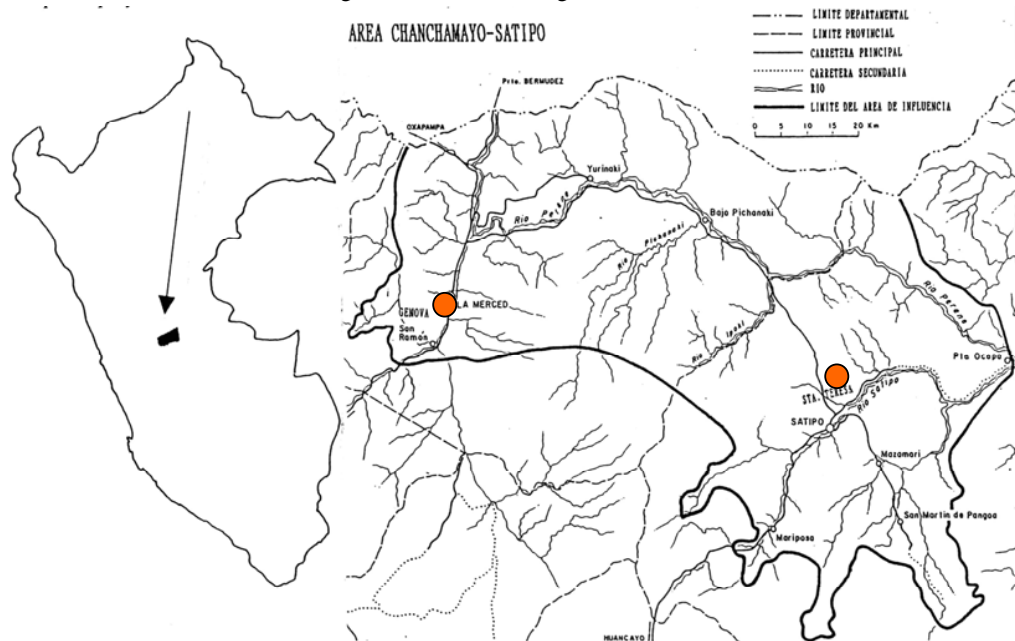 AREA CHANCHAMAYO-SATIPO
LIMITE DEPARTAMENTAL
LIMITE PROVINCIAL
CARRETERA PRINCIPAL
CARRETERA SECUNDARIA
RIO
LIMITE DEL AREA DE INFLUENCIA
0 5 10 15 20 Km
Pto. BERMUDEZ
OXAPAMPA
Yurinaki
Rio Perene
Bajo Pichanaki
Rio Pichanaki
Rio Perene
LA MERCED
GENOVA
San Ramón
Rio Ipoki
Pto Ocopa
STA. TERESA
Rio Satipo
SATIPO
Mazamari
San Martin de Pangoa
Mariposa
HUANCAYO